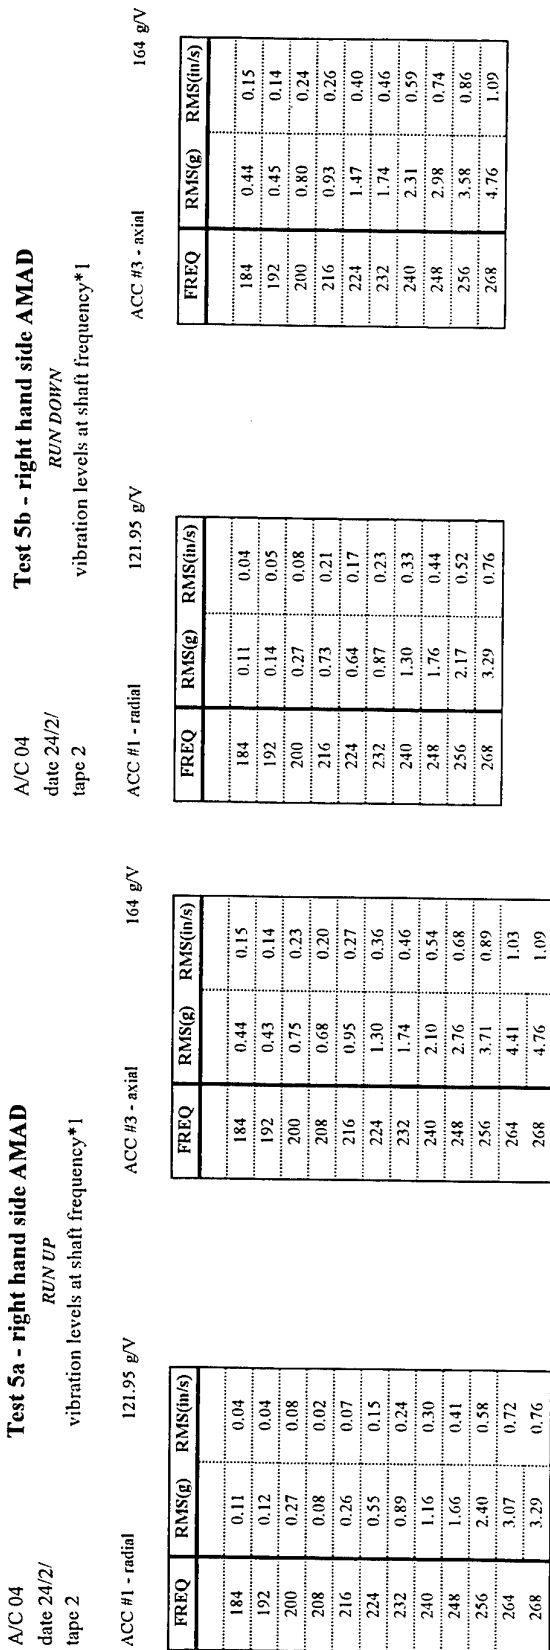 A/C 04 Test 5a - right hand side AMAD
date 24/2/ RUN UP
tape 2 vibration levels at shaft frequency*1
ACC #1 - radial 121.95 g/V ACC #3 - axial 164 g/V
FREQ RMS(g) RMS(in/s) FREQ RMS(g) RMS(in/s)
184 0.11 0.04 184 0.44 0.15
192 0.12 0.04 192 0.43 0.14
200 0.27 0.08 200 0.75 0.23
208 0.08 0.02 208 0.68 0.20
216 0.26 0.07 216 0.95 0.27
224 0.55 0.15 224 1.30 0.36
232 0.89 0.24 232 1.74 0.46
240 1.16 0.30 240 2.10 0.54
248 1.66 0.41 248 2.76 0.68
256 2.40 0.58 256 3.71 0.89
264 3.07 0.72 264 4.41 1.03
268 3.29 0.76 268 4.76 1.09
A/C 04 Test 5b - right hand side AMAD
date 24/2/ RUN DOWN
tape 2 vibration levels at shaft frequency*1
ACC #1 - radial 121.95 g/V ACC #3 - axial 164 g/V
FREQ RMS(g) RMS(in/s) FREQ RMS(g) RMS(in/s)
184 0.11 0.04 184 0.44 0.15
192 0.14 0.05 192 0.45 0.14
200 0.27 0.08 200 0.80 0.24
216 0.73 0.21 216 0.93 0.26
224 0.64 0.17 224 1.47 0.40
232 0.87 0.23 232 1.74 0.46
240 1.30 0.33 240 2.31 0.59
248 1.76 0.44 248 2.98 0.74
256 2.17 0.52 256 3.58 0.86
268 3.29 0.76 268 4.76 1.09